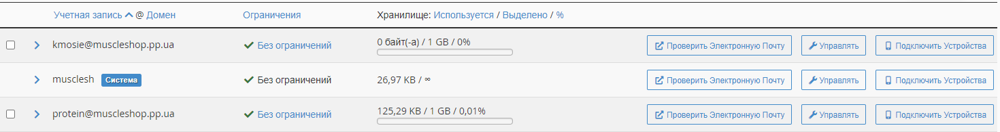 Учетная запись @ Домен Ограничения Хранилище: Используется / Выделено / %
kmosie@muscleshop.pp.ua Без ограничений 0 байт(-а) / 1 GB / 0% Проверить Электронную Почту Управлять Подключить Устройства
musclesh Система Без ограничений 26,97 KB / ∞ Проверить Электронную Почту Управлять Подключить Устройства
protein@muscleshop.pp.ua Без ограничений 125,29 KB / 1 GB / 0,01% Проверить Электронную Почту Управлять Подключить Устройства